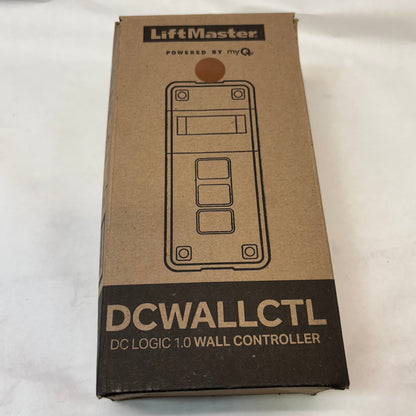 LiftMaster
POWERED BY myQ
DCWALLCTL
DC LOGIC 1.0 WALL CONTROLLER